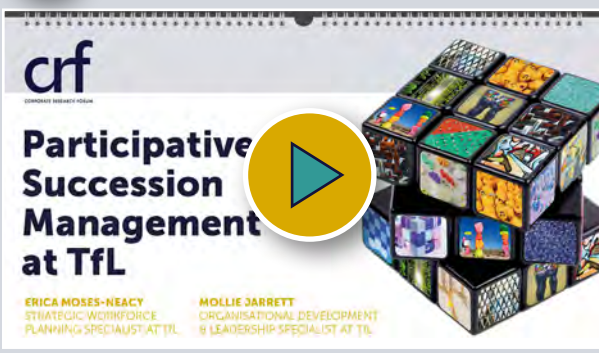 crf
CORPORATE RESEARCH FORUM
Participative
Succession
Management
at TfL
ERICA MOSES-NEACY
STRATEGIC WORKFORCE
PLANNING SPECIALIST AT TfL
MOLLIE JARRETT
ORGANISATIONAL DEVELOPMENT
& LEADERSHIP SPECIALIST AT TfL